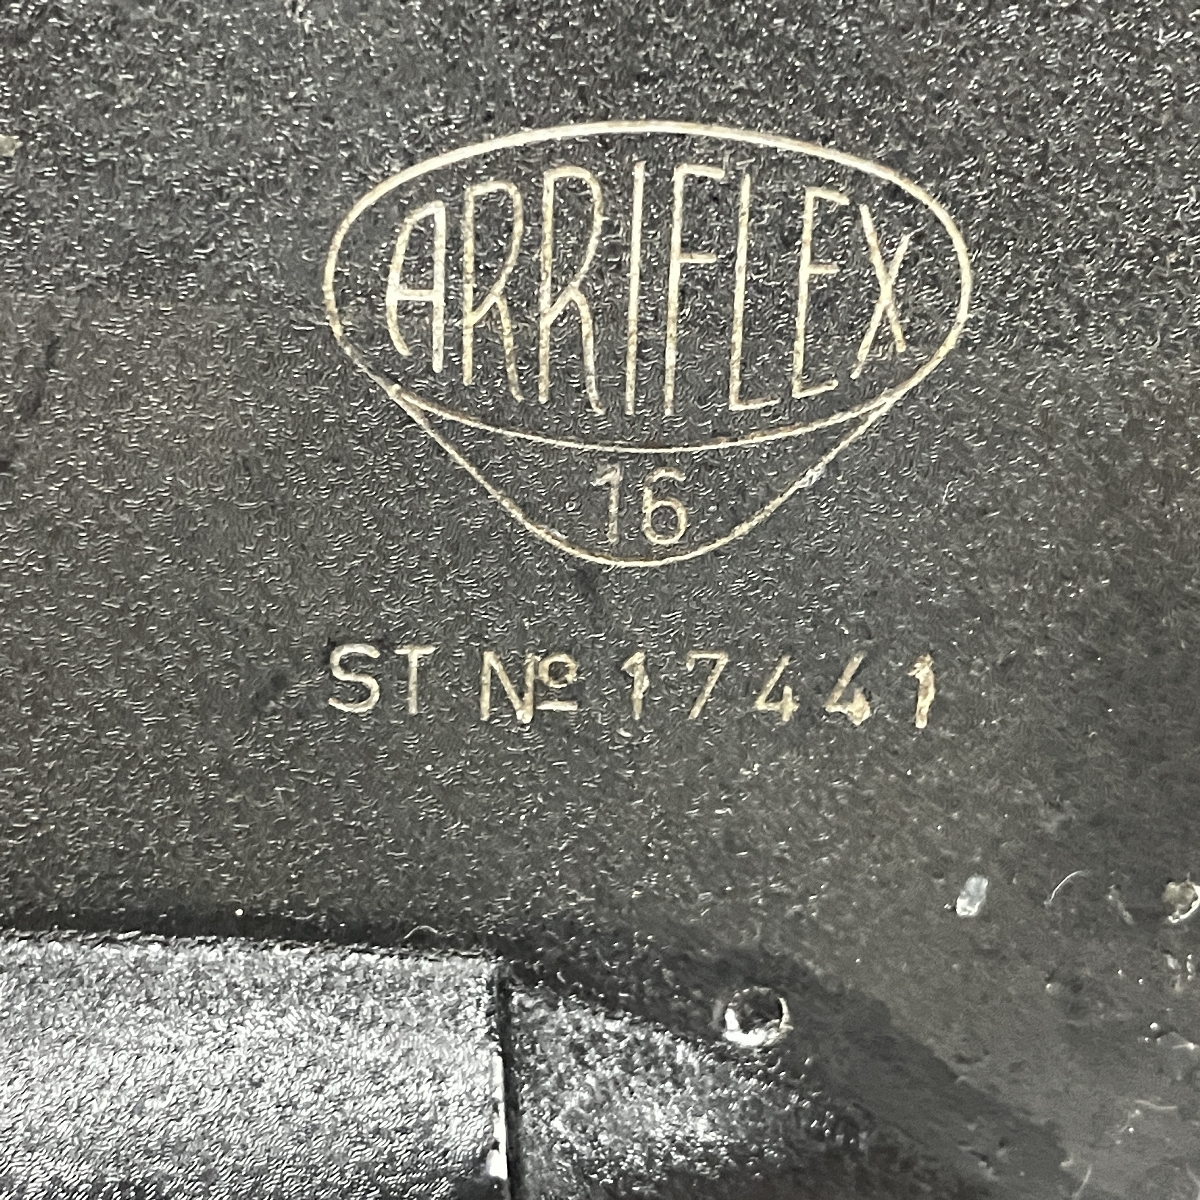 ARRIFLEX
16
ST Nº 17441